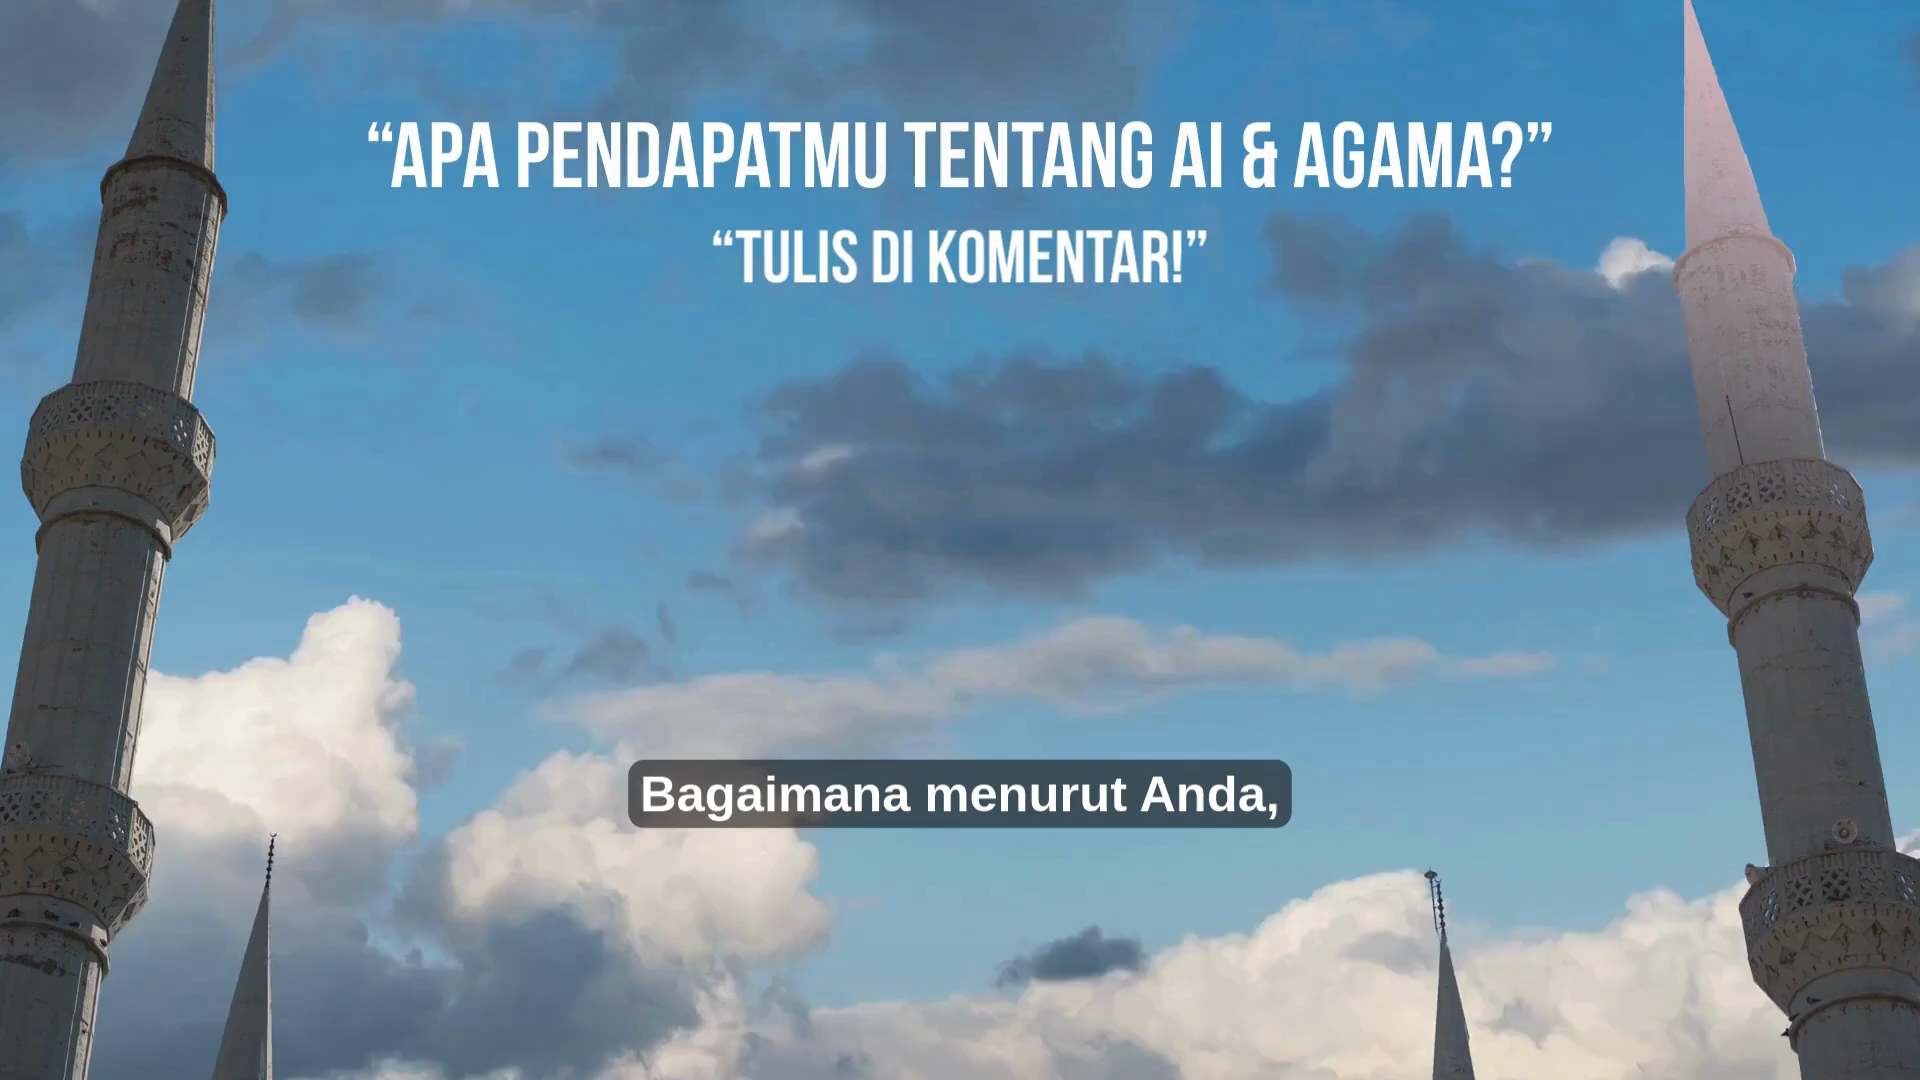 “APA PENDAPATMU TENTANG AI & AGAMA?”
“TULIS DI KOMENTAR!”
Bagaimana menurut Anda,